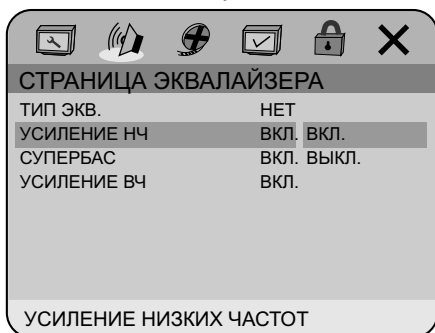 СТРАНИЦА ЭКВАЛАЙЗЕРА
ТИП ЭКВ. НЕТ
УСИЛЕНИЕ НЧ ВКЛ. ВКЛ.
СУПЕРБАС ВКЛ. ВЫКЛ.
УСИЛЕНИЕ ВЧ ВКЛ.
УСИЛЕНИЕ НИЗКИХ ЧАСТОТ